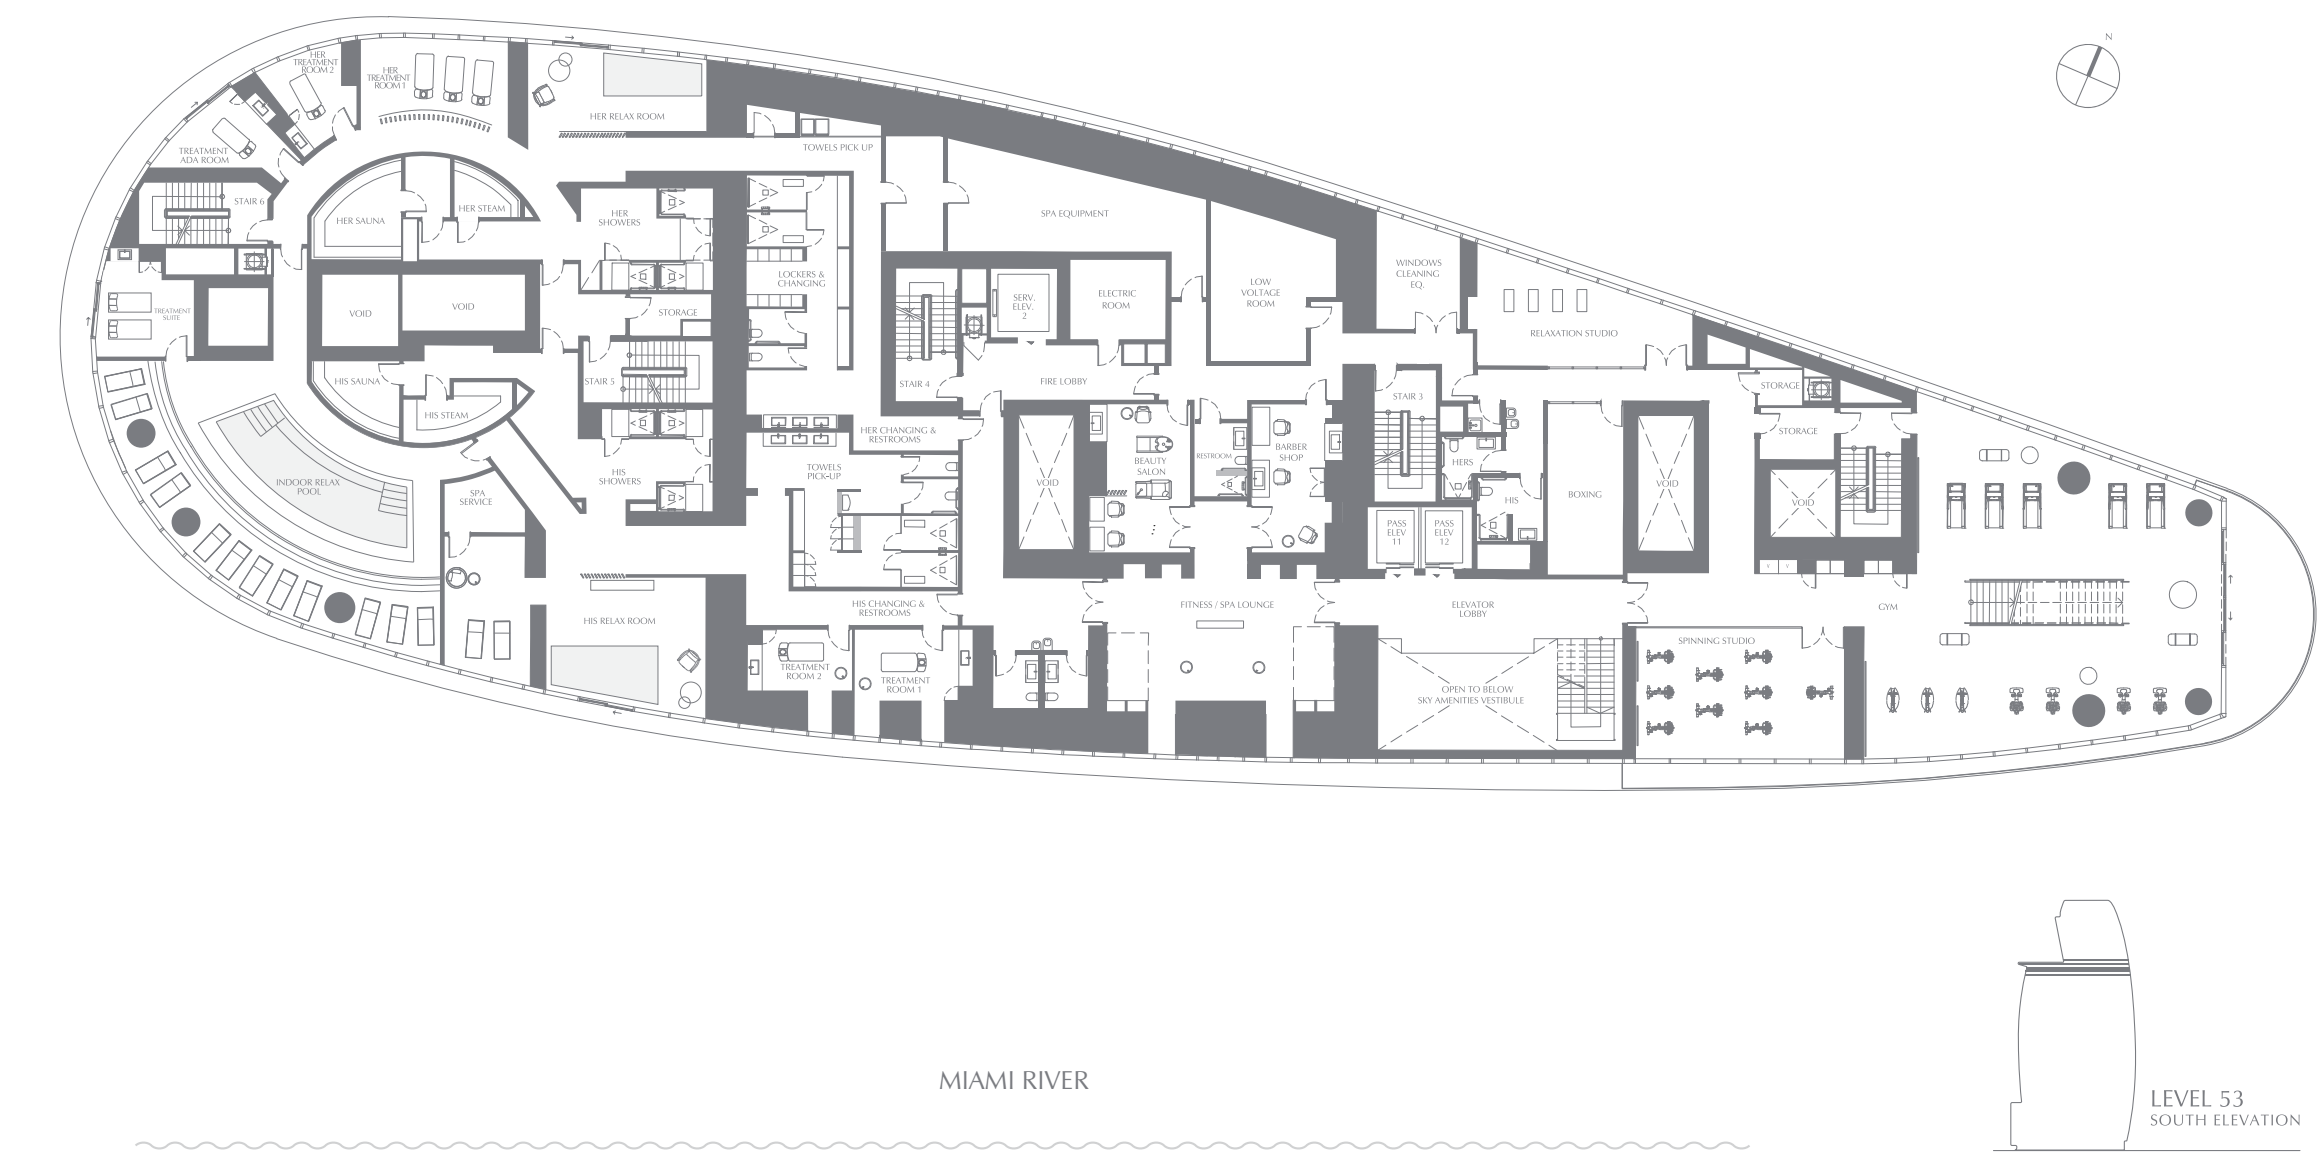 N
HER
TREATMENT
ROOM 2
HER
TREATMENT
ROOM 1
HER RELAX ROOM
TREATMENT
ADA ROOM
TOWELS PICK UP
STAIR 6
HER SAUNA
HER STEAM
HER
SHOWERS
SPA EQUIPMENT
LOCKERS &
CHANGING
WINDOWS
CLEANING
EQ.
LOW
VOLTAGE
ROOM
SERV.
ELEV.
2
ELECTRIC
ROOM
TREATMENT
SUITE
VOID
VOID
STORAGE
RELAXATION STUDIO
HIS SAUNA
STAIR 5
STAIR 4
FIRE LOBBY
STAIR 3
STORAGE
HIS STEAM
HER CHANGING &
RESTROOMS
STORAGE
BEAUTY
SALON
RESTROOM
BARBER
SHOP
HERS
TOWELS
PICK-UP
HIS
SHOWERS
INDOOR RELAX
POOL
SPA
SERVICE
VOID
HIS
BOXING
VOID
VOID
PASS
ELEV
11
PASS
ELEV
12
HIS CHANGING &
RESTROOMS
FITNESS / SPA LOUNGE
ELEVATOR
LOBBY
GYM
HIS RELAX ROOM
SPINNING STUDIO
TREATMENT
ROOM 2
TREATMENT
ROOM 1
OPEN TO BELOW
SKY AMENITIES VESTIBULE
MIAMI RIVER
LEVEL 53
SOUTH ELEVATION